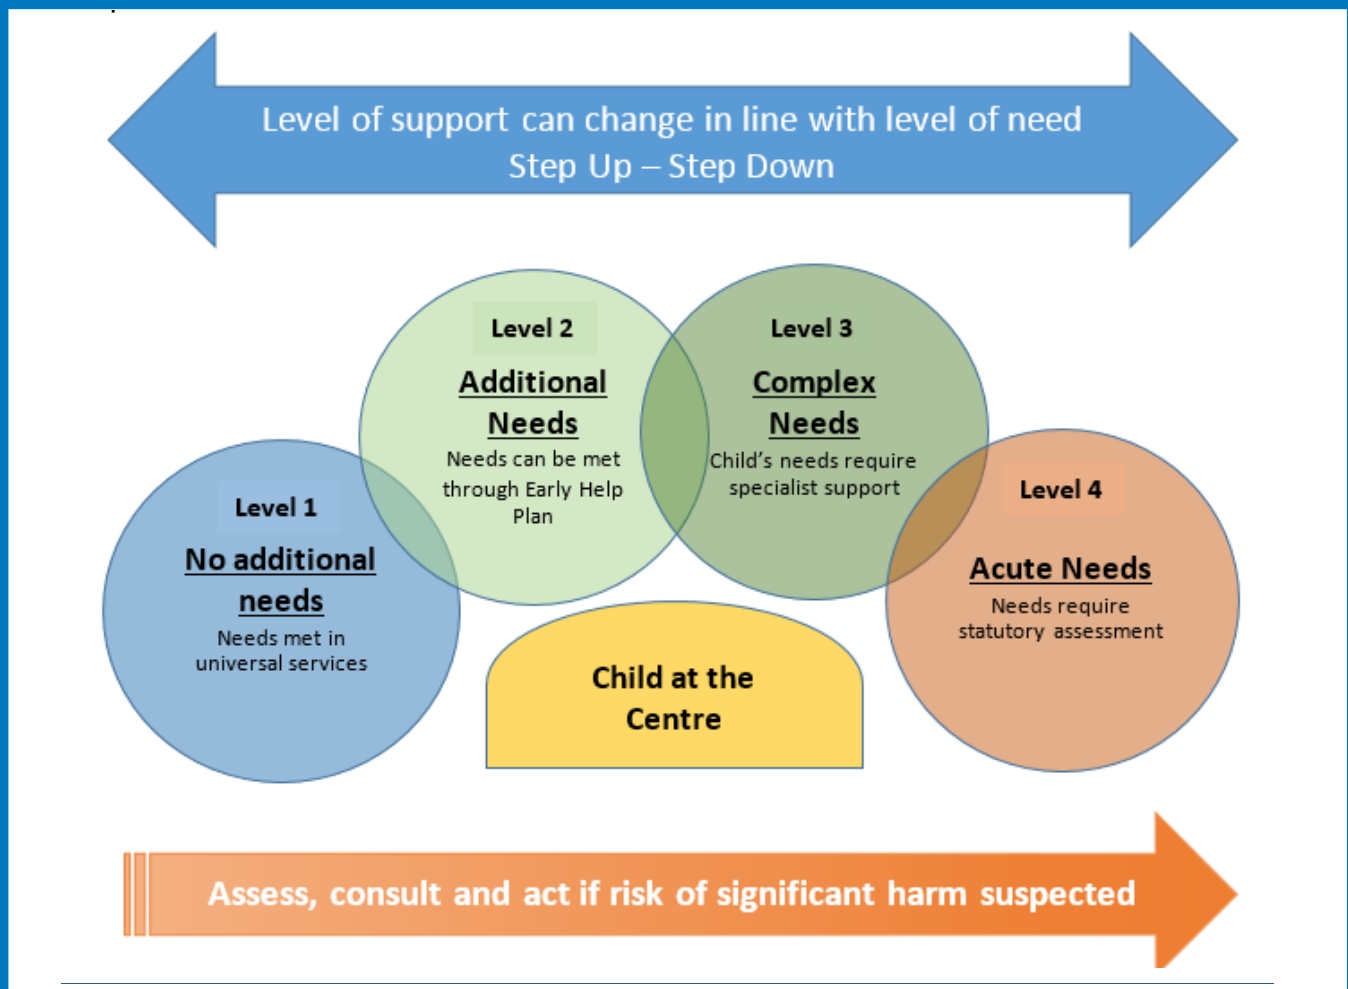 Level of support can change in line with level of need
Step Up – Step Down
Level 1
No additional
needs
Needs met in
universal services
Level 2
Additional
Needs
Needs can be met
through Early Help
Plan
Level 3
Complex
Needs
Child's needs require
specialist support
Level 4
Acute Needs
Needs require
statutory assessment
Child at the
Centre
Assess, consult and act if risk of significant harm suspected